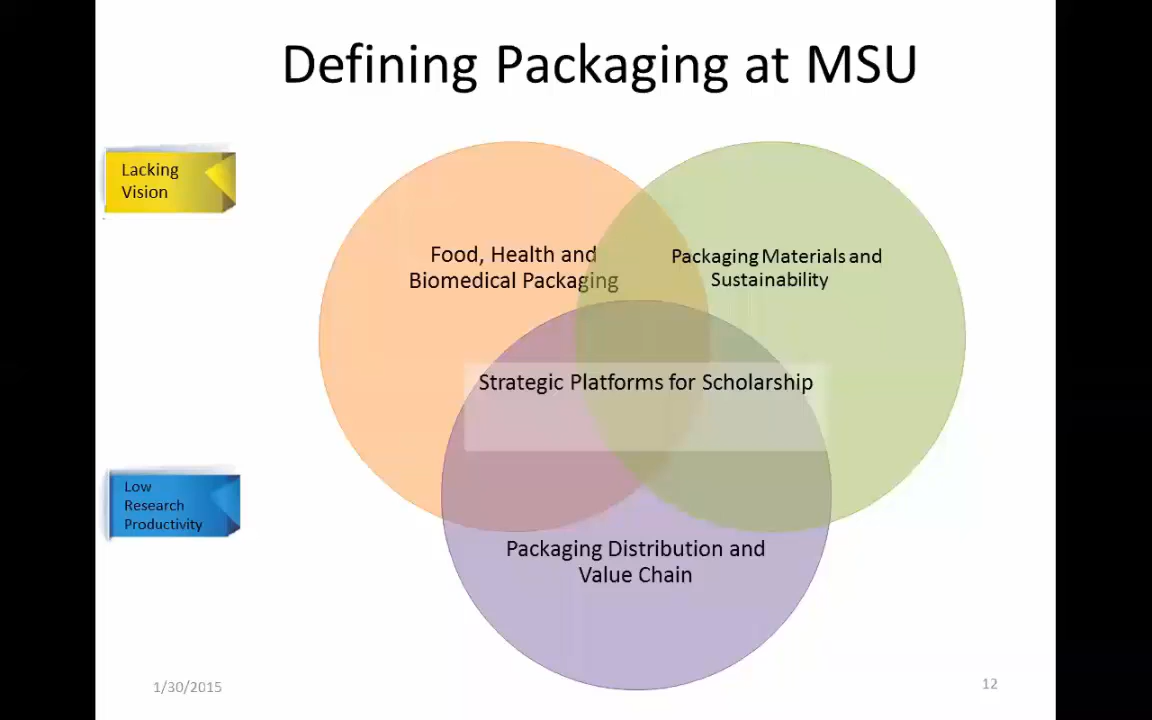 Defining Packaging at MSU
Lacking
Vision
Food, Health and
Biomedical Packaging
Packaging Materials and
Sustainability
Strategic Platforms for Scholarship
Low
Research
Productivity
Packaging Distribution and
Value Chain
1/30/2015
12